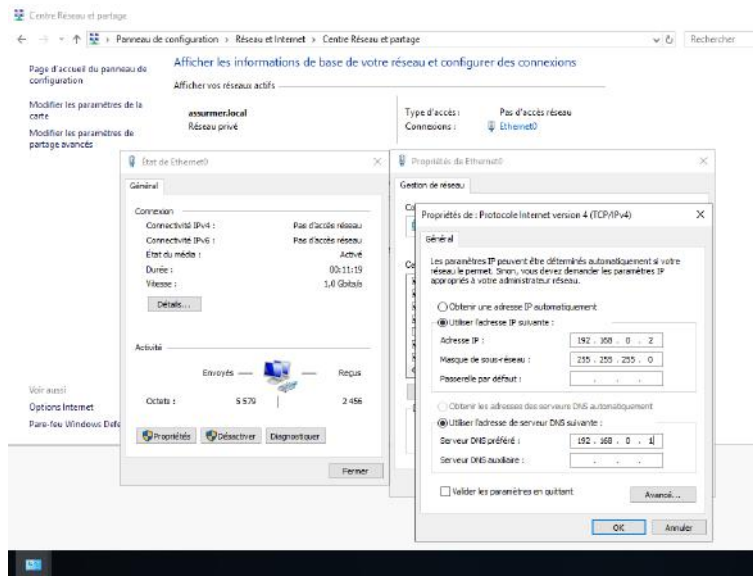 Centre Réseau et partage
Panneau de configuration > Réseau et Internet > Centre Réseau et partage
Rechercher
Page d'accueil du panneau de configuration
Modifier les paramètres de la carte
Modifier les paramètres de partage avancés
Voir aussi
Options Internet
Pare-feu Windows Defe
Afficher les informations de base de votre réseau et configurer des connexions
Afficher vos réseaux actifs
assurmer.local
Réseau privé
Type d'accès : Pas d'accès réseau
Connexions : Ethernet0
État de Ethernet0
Général
Connexion
Connectivité IPv4 : Pas d'accès réseau
Connectivité IPv6 : Pas d'accès réseau
État du média : Activé
Durée : 00:11:19
Vitesse : 1,0 Gbits/s
Détails...
Activité
Envoyés — — Reçus
Octets : 5 579 | 2 456
Propriétés Désactiver Diagnostiquer
Fermer
Propriétés de Ethernet0
Gestion de réseau
Co
Ce
Propriétés de : Protocole Internet version 4 (TCP/IPv4)
Général
Les paramètres IP peuvent être déterminés automatiquement si votre
réseau le permet. Sinon, vous devez demander les paramètres IP
appropriés à votre administrateur réseau.
Obtenir une adresse IP automatiquement
Utiliser l'adresse IP suivante :
Adresse IP : 192 . 168 . 0 . 2
Masque de sous-réseau : 255 . 255 . 255 . 0
Passerelle par défaut : . . .
Obtenir les adresses des serveurs DNS automatiquement
Utiliser l'adresse de serveur DNS suivante :
Serveur DNS préféré : 192 . 168 . 0 . 1
Serveur DNS auxiliaire : . . .
Valider les paramètres en quittant
Avancé...
OK Annuler